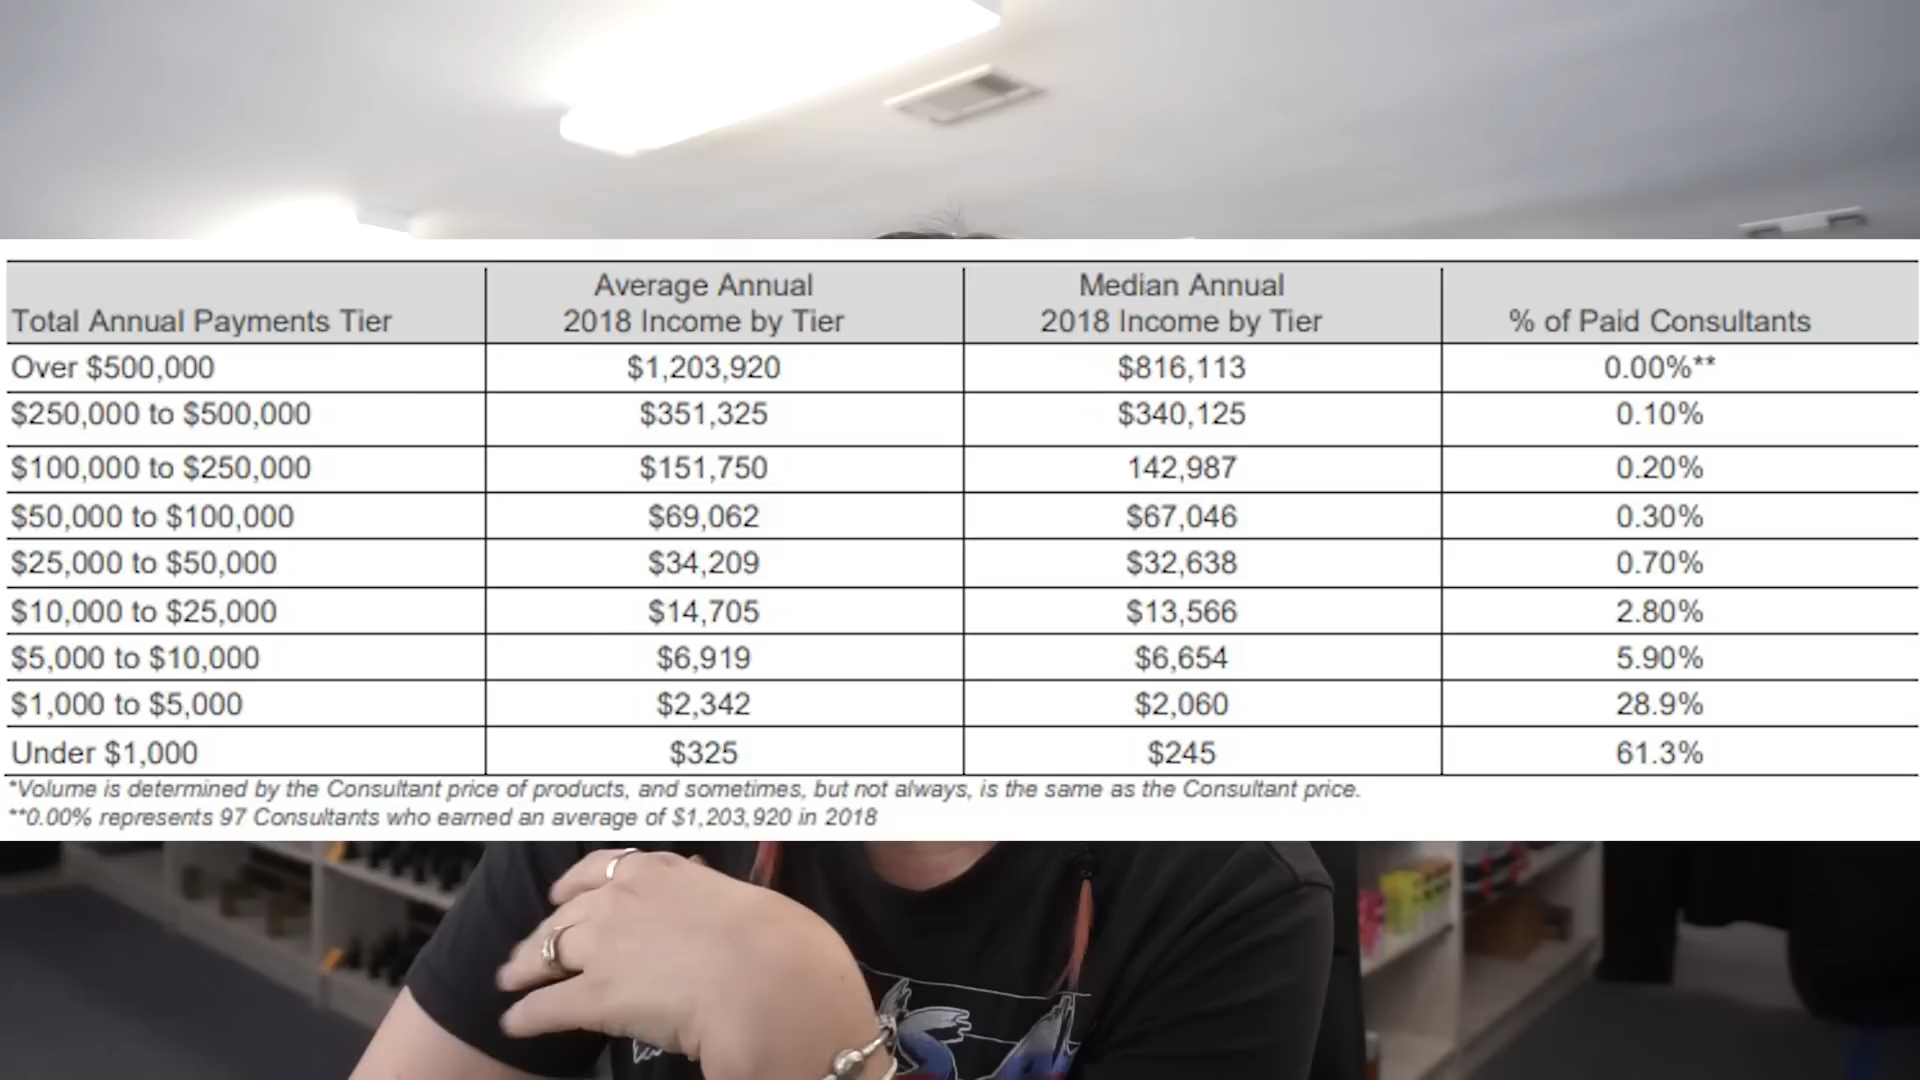 Total Annual Payments Tier Average Annual 2018 Income by Tier Median Annual 2018 Income by Tier % of Paid Consultants
Over $500,000 $1,203,920 $816,113 0.00%**
$250,000 to $500,000 $351,325 $340,125 0.10%
$100,000 to $250,000 $151,750 142,987 0.20%
$50,000 to $100,000 $69,062 $67,046 0.30%
$25,000 to $50,000 $34,209 $32,638 0.70%
$10,000 to $25,000 $14,705 $13,566 2.80%
$5,000 to $10,000 $6,919 $6,654 5.90%
$1,000 to $5,000 $2,342 $2,060 28.9%
Under $1,000 $325 $245 61.3%
*Volume is determined by the Consultant price of products, and sometimes, but not always, is the same as the Consultant price.
**0.00% represents 97 Consultants who earned an average of $1,203,920 in 2018